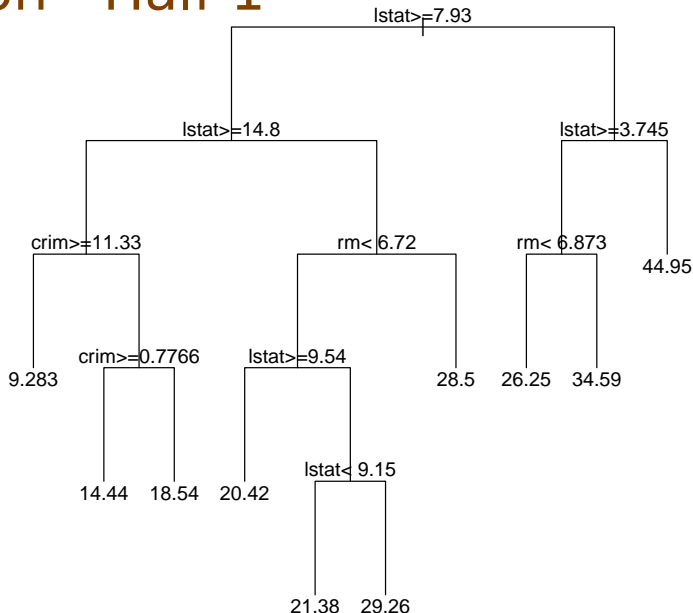 lstat>=7.93
lstat>=14.8 lstat>=3.745
crim>=11.33 rm< 6.72 rm< 6.873
44.95
crim>=0.7766 lstat>=9.54
9.283 28.5 26.25 34.59
lstat< 9.15
14.44 18.54 20.42
21.38 29.26